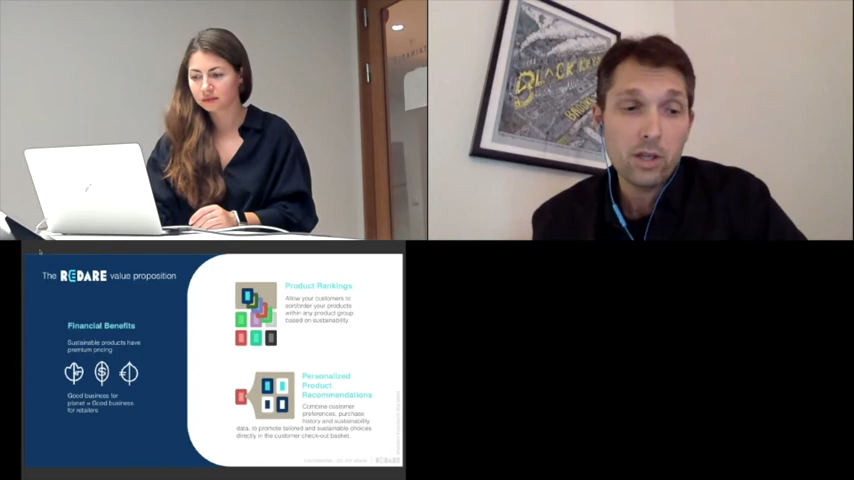 BLACK KEYS
BROOKLYN
The REDARE value proposition
Financial Benefits
Sustainable products have
premium pricing
Good business for
planet = Good business
for retailers.
Product Rankings
Allow your customers to
sort/order your products
within any product group
based on sustainability
Personalized
Product
Recommendations
Combine customer
preferences, purchase
history and sustainability
data, to promote tailored and sustainable choices
directly in the customer check-out basket.
REDARE